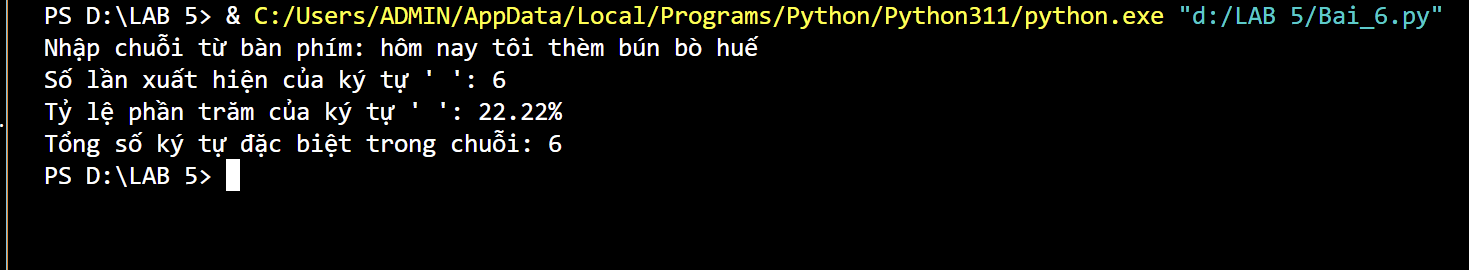 PS D:\LAB 5> & C:/Users/ADMIN/AppData/Local/Programs/Python/Python311/python.exe "d:/LAB 5/Bai_6.py"
Nhập chuỗi từ bàn phím: hôm nay tôi thèm bún bò huế
Số lần xuất hiện của ký tự ' ': 6
Tỷ lệ phần trăm của ký tự ' ': 22.22%
Tổng số ký tự đặc biệt trong chuỗi: 6
PS D:\LAB 5>